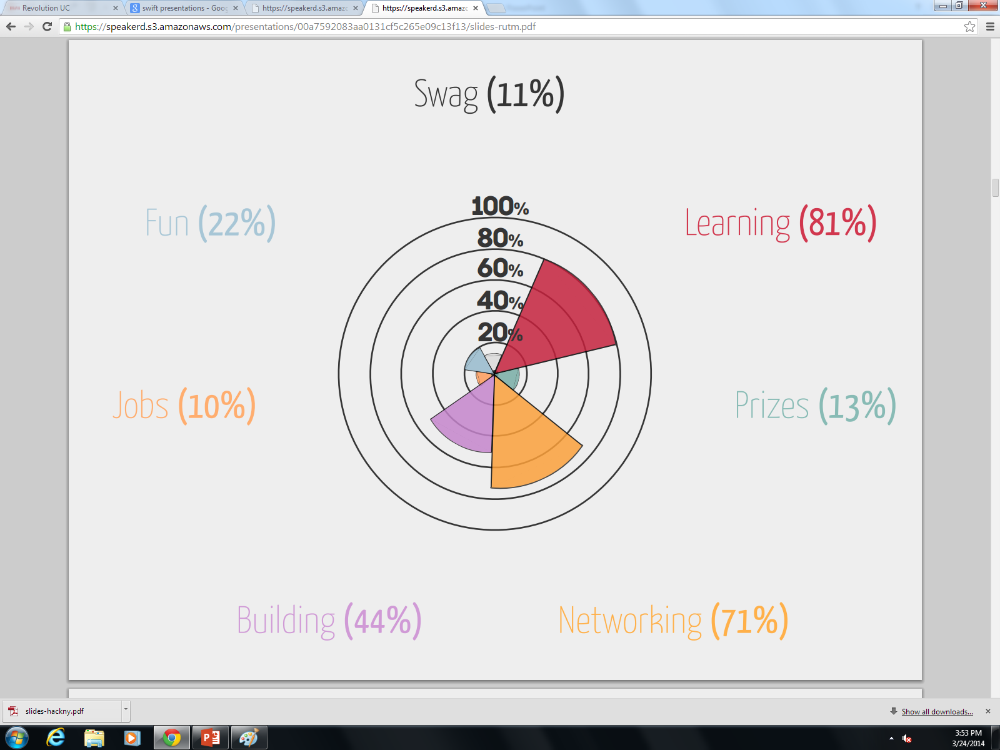 Revolution UC
swift presentations - Goog
https://speakerd.s3.amazc
https://speakerd.s3.amazc
https://speakerd.s3.amazonaws.com/presentations/00a7592083aa0131cf5c265e09c13f13/slides-rutm.pdf
Swag (11%)
Fun (22%)
Learning (81%)
100%
80%
60%
40%
20%
Jobs (10%)
Prizes (13%)
Building (44%)
Networking (71%)
slides-hackny.pdf
Show all downloads...
3:53 PM
3/24/2014